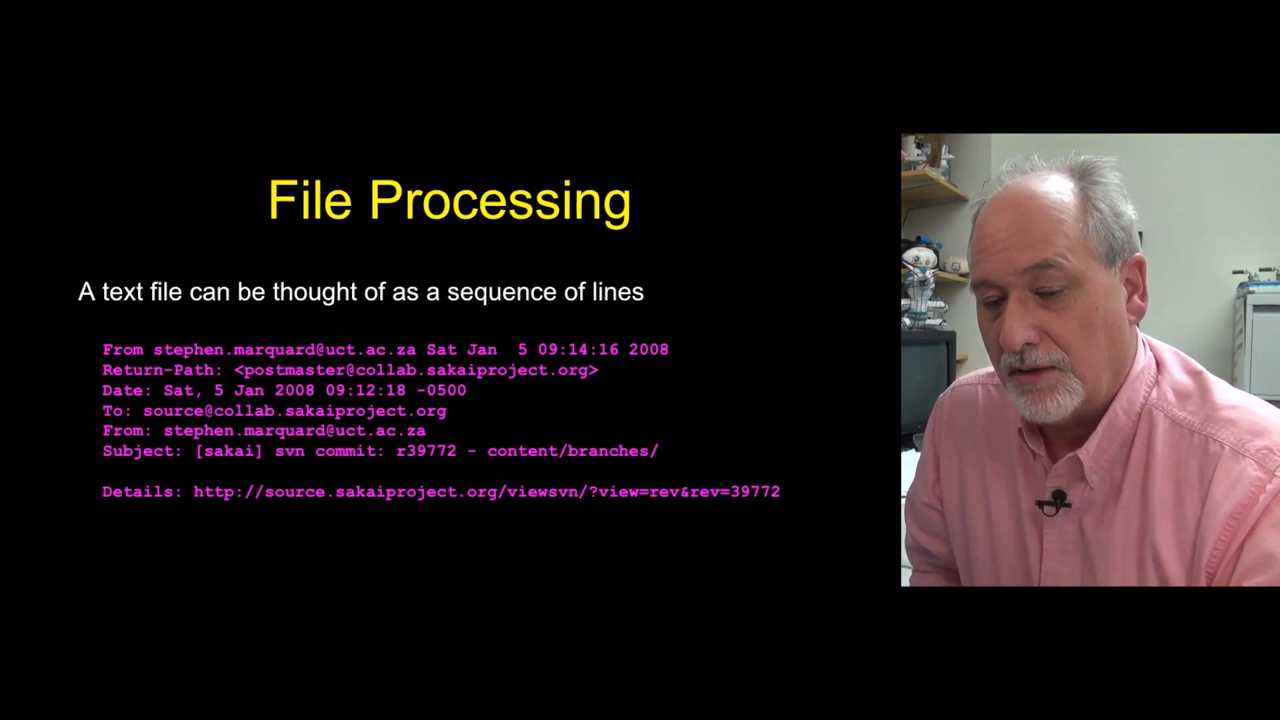 File Processing
A text file can be thought of as a sequence of lines
From stephen.marquard@uct.ac.za Sat Jan  5 09:14:16 2008
Return-Path: <postmaster@collab.sakaiproject.org>
Date: Sat, 5 Jan 2008 09:12:18 -0500
To: source@collab.sakaiproject.org
From: stephen.marquard@uct.ac.za
Subject: [sakai] svn commit: r39772 - content/branches/
Details: http://source.sakaiproject.org/viewsvn/?view=rev&rev=39772